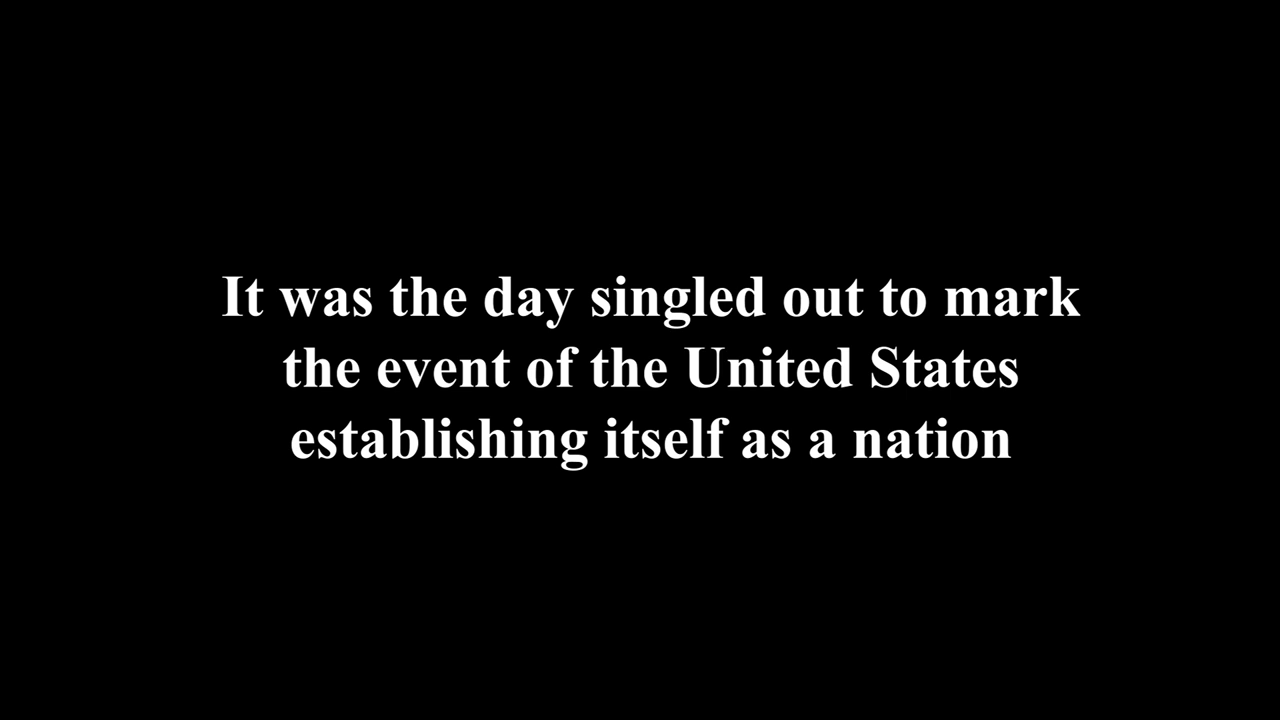 It was the day singled out to mark
the event of the United States
establishing itself as a nation